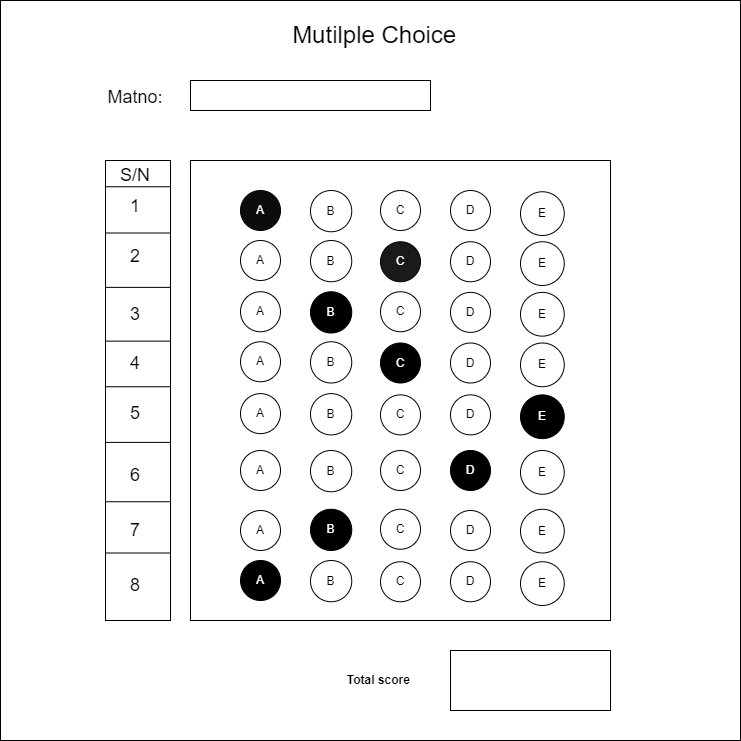 Mutilple Choice
Matno:
S/N
1 A B C D E
2 A B C D E
3 A B C D E
4 A B C D E
5 A B C D E
6 A B C D E
7 A B C D E
8 A B C D E
Total score